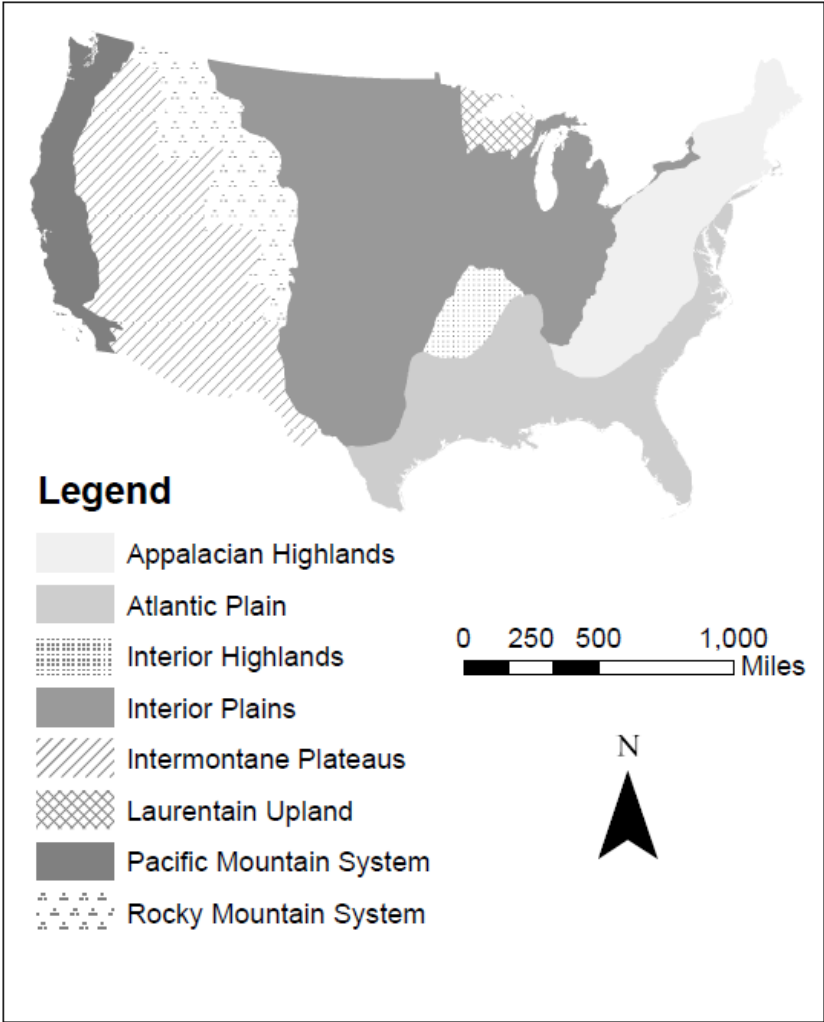 Legend
Appalacian Highlands
Atlantic Plain
Interior Highlands
Interior Plains
Intermontane Plateaus
Laurentain Upland
Pacific Mountain System
Rocky Mountain System
0 250 500 1,000
Miles
N